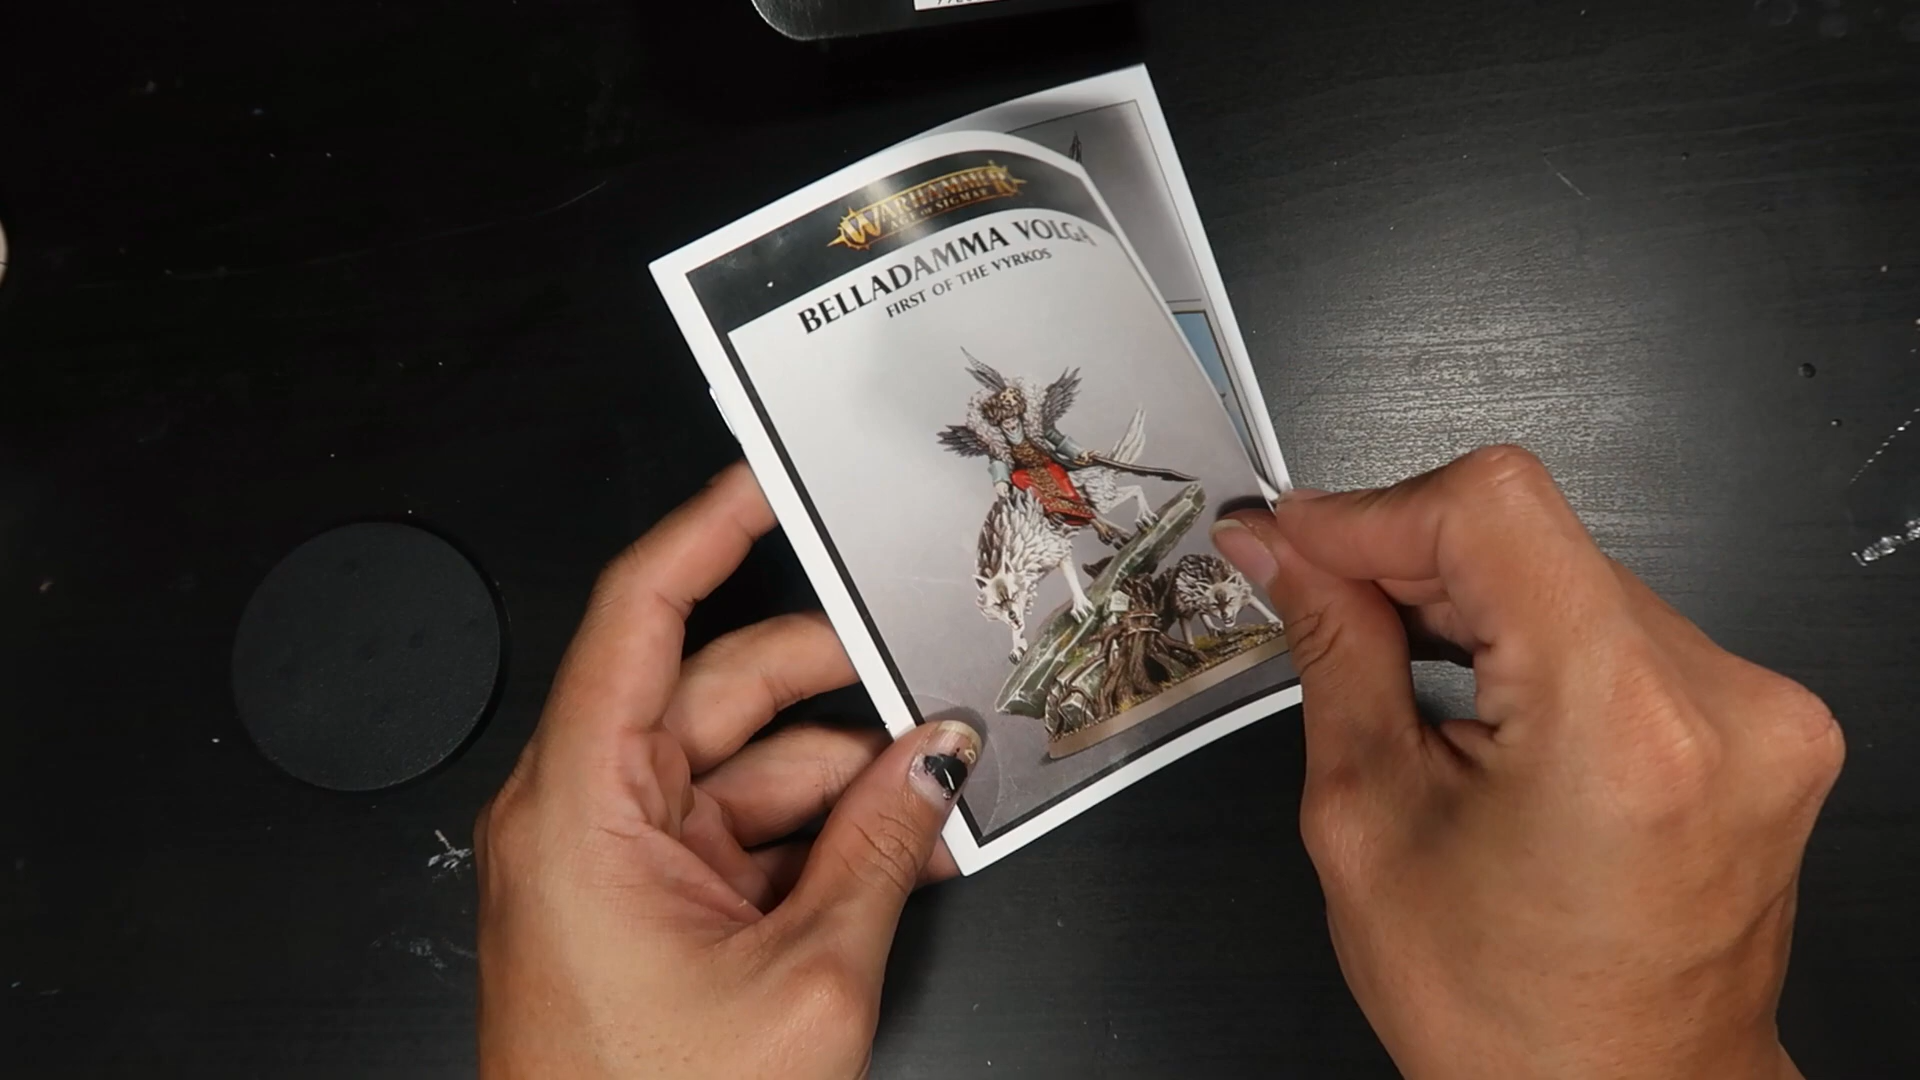 WARHAMMER
AGE OF SIGMAR
BELLADAMMA VOLGA
FIRST OF THE VYRKOS